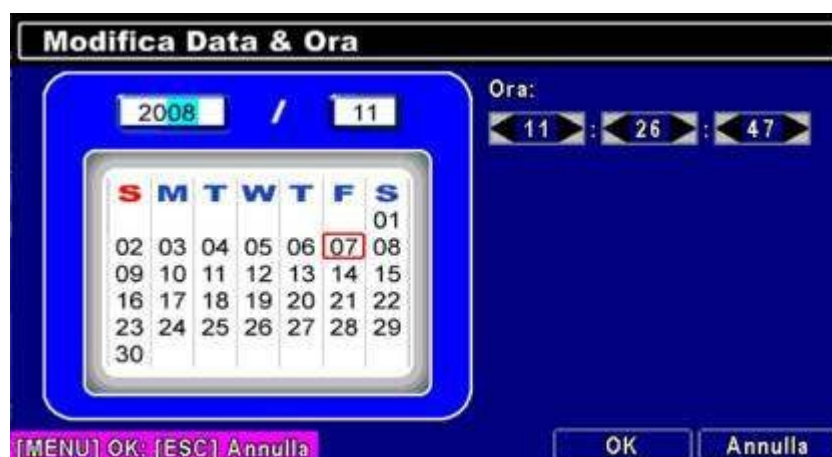 Modifica Data & Ora
2008 / 11
Ora:
11 : 26 : 47
S M T W T F S
01
02 03 04 05 06 07 08
09 10 11 12 13 14 15
16 17 18 19 20 21 22
23 24 25 26 27 28 29
30
[MENU] OK; [ESC] Annulla
OK Annulla